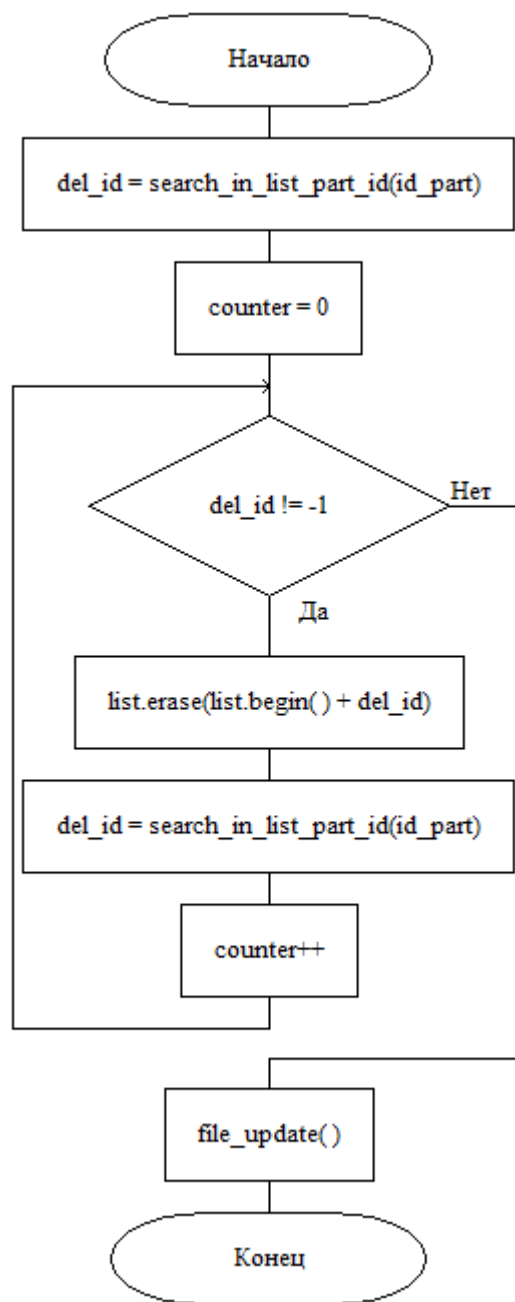 Начало
del_id = search_in_list_part_id(id_part)
counter = 0
del_id != -1
Нет
Да
list.erase(list.begin( ) + del_id)
del_id = search_in_list_part_id(id_part)
counter++
file_update( )
Конец